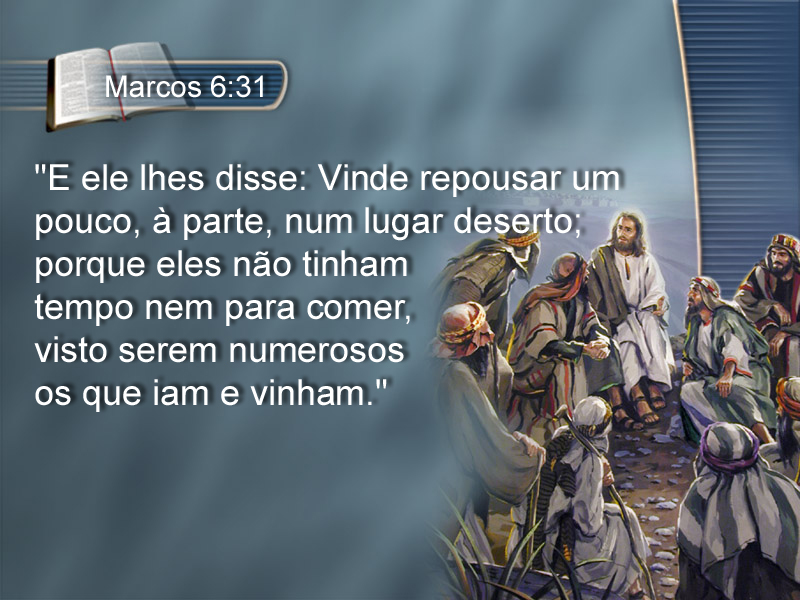 Marcos 6:31
"E ele lhes disse: Vinde repousar um
pouco, à parte, num lugar deserto;
porque eles não tinham
tempo nem para comer,
visto serem numerosos
os que iam e vinham."